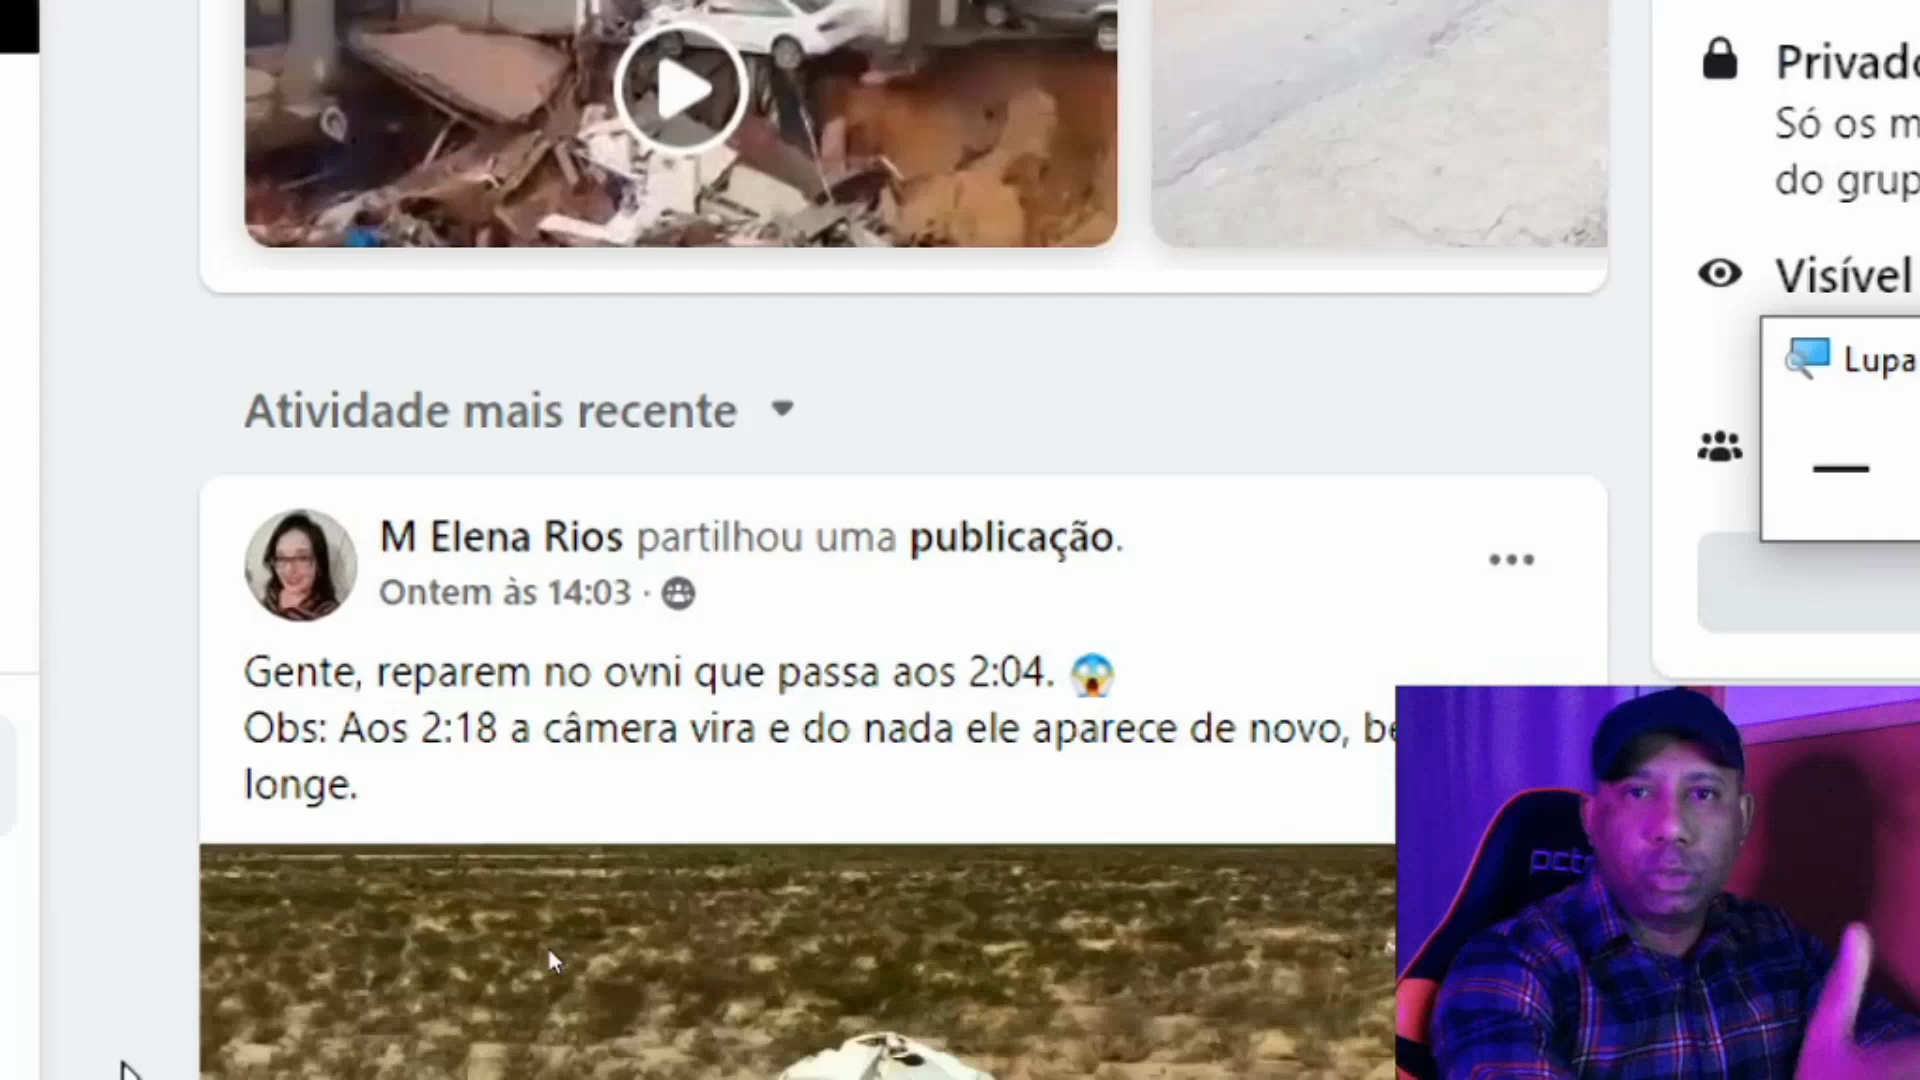 Privado
Só os m
do grup
Visível
Lupa
Atividade mais recente
M Elena Rios partilhou uma publicação.
Ontem às 14:03 ·
Gente, reparem no ovni que passa aos 2:04. 😱
Obs: Aos 2:18 a câmera vira e do nada ele aparece de novo, be
longe.